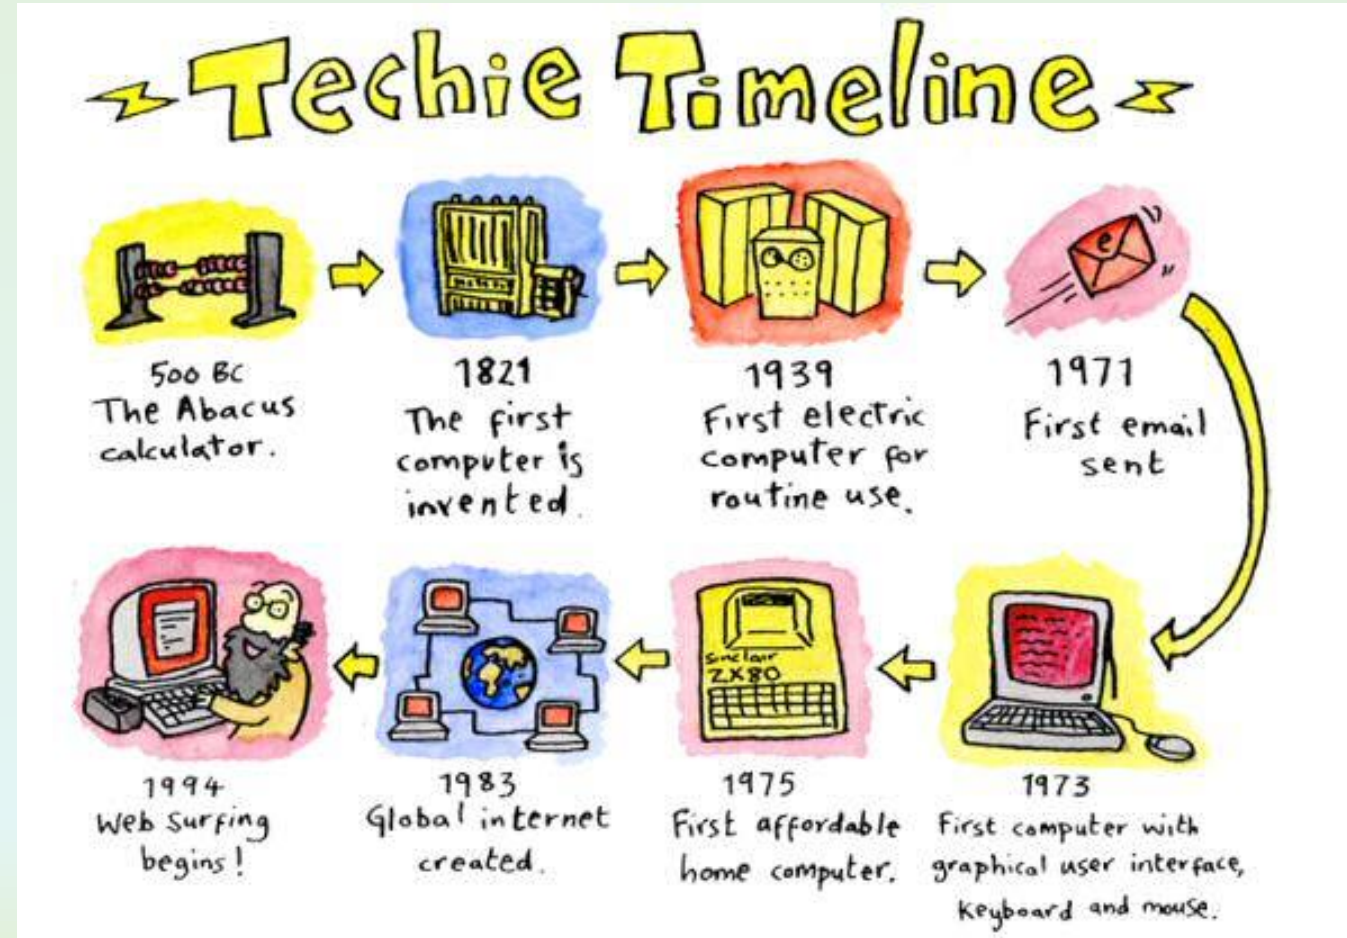 Techie Timeline
500 BC
The Abacus
calculator.
1821
The first
computer is
invented.
1939
First electric
computer for
routine use.
e
1971
First email
sent
1973
First computer with
graphical user interface,
Keyboard and mouse.
Sinclair
ZX80
1975
First affordable
home computer.
1983
Global internet
created.
1994
Web Surfing
begins!